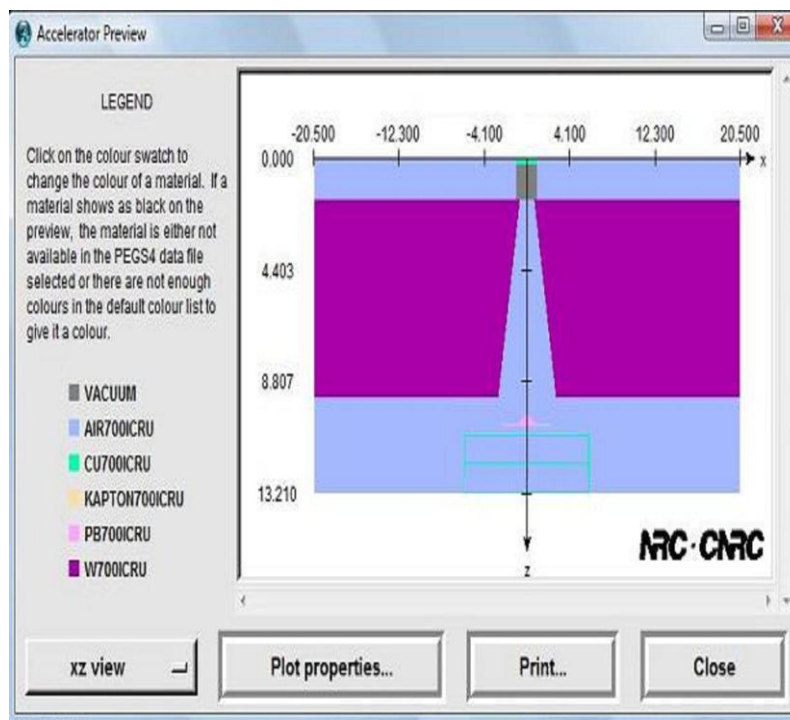 Accelerator Preview
LEGEND
Click on the colour swatch to
change the colour of a material. If a
material shows as black on the
preview, the material is either not
available in the PEGS4 data file
selected or there are not enough
colours in the default colour list to
give it a colour.
VACUUM
AIR700ICRU
CU700ICRU
KAPTON700ICRU
PB700ICRU
W700ICRU
-20.500 -12.300 -4.100 4.100 12.300 20.500
0.000 x
4.403
8.807
13.210
z
NRC·CNRC
xz view
Plot properties...
Print...
Close